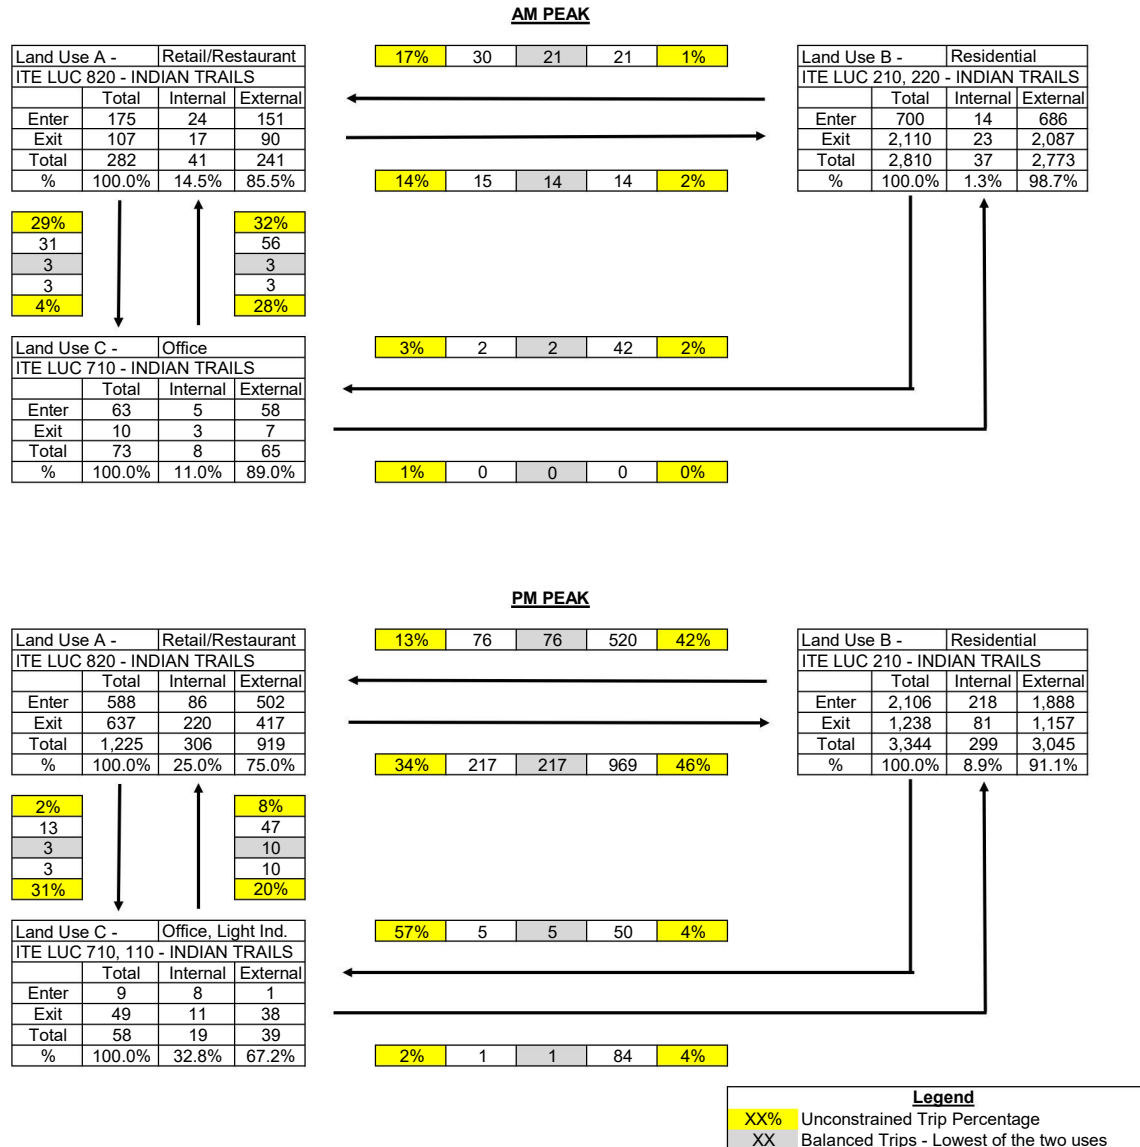 AM PEAK
Land Use A - Retail/Restaurant
ITE LUC 820 - INDIAN TRAILS
Total Internal External
Enter 175 24 151
Exit 107 17 90
Total 282 41 241
% 100.0% 14.5% 85.5%
17% 30 21 21 1%
14% 15 14 14 2%
Land Use B - Residential
ITE LUC 210, 220 - INDIAN TRAILS
Total Internal External
Enter 700 14 686
Exit 2,110 23 2,087
Total 2,810 37 2,773
% 100.0% 1.3% 98.7%
29%
31
3
3
4%
32%
56
3
3
28%
Land Use C - Office
ITE LUC 710 - INDIAN TRAILS
Total Internal External
Enter 63 5 58
Exit 10 3 7
Total 73 8 65
% 100.0% 11.0% 89.0%
3% 2 2 42 2%
1% 0 0 0 0%
PM PEAK
Land Use A - Retail/Restaurant
ITE LUC 820 - INDIAN TRAILS
Total Internal External
Enter 588 86 502
Exit 637 220 417
Total 1,225 306 919
% 100.0% 25.0% 75.0%
13% 76 76 520 42%
34% 217 217 969 46%
Land Use B - Residential
ITE LUC 210 - INDIAN TRAILS
Total Internal External
Enter 2,106 218 1,888
Exit 1,238 81 1,157
Total 3,344 299 3,045
% 100.0% 8.9% 91.1%
2%
13
3
3
31%
8%
47
10
10
20%
Land Use C - Office, Light Ind.
ITE LUC 710, 110 - INDIAN TRAILS
Total Internal External
Enter 9 8 1
Exit 49 11 38
Total 58 19 39
% 100.0% 32.8% 67.2%
57% 5 5 50 4%
2% 1 1 84 4%
Legend
XX% Unconstrained Trip Percentage
XX Balanced Trips - Lowest of the two uses